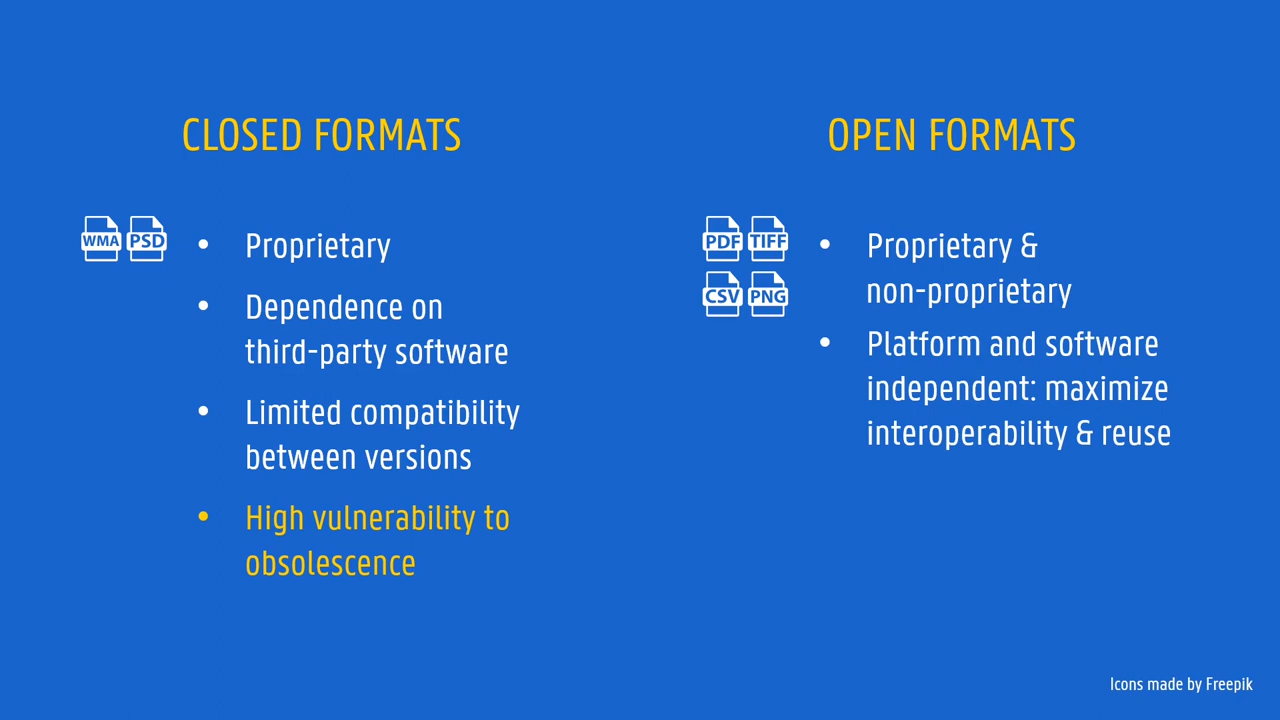 CLOSED FORMATS
WMA PSD
• Proprietary
• Dependence on
third-party software
• Limited compatibility
between versions
• High vulnerability to
obsolescence
OPEN FORMATS
PDF TIFF
CSV PNG
• Proprietary &
non-proprietary
• Platform and software
independent: maximize
interoperability & reuse
Icons made by Freepik